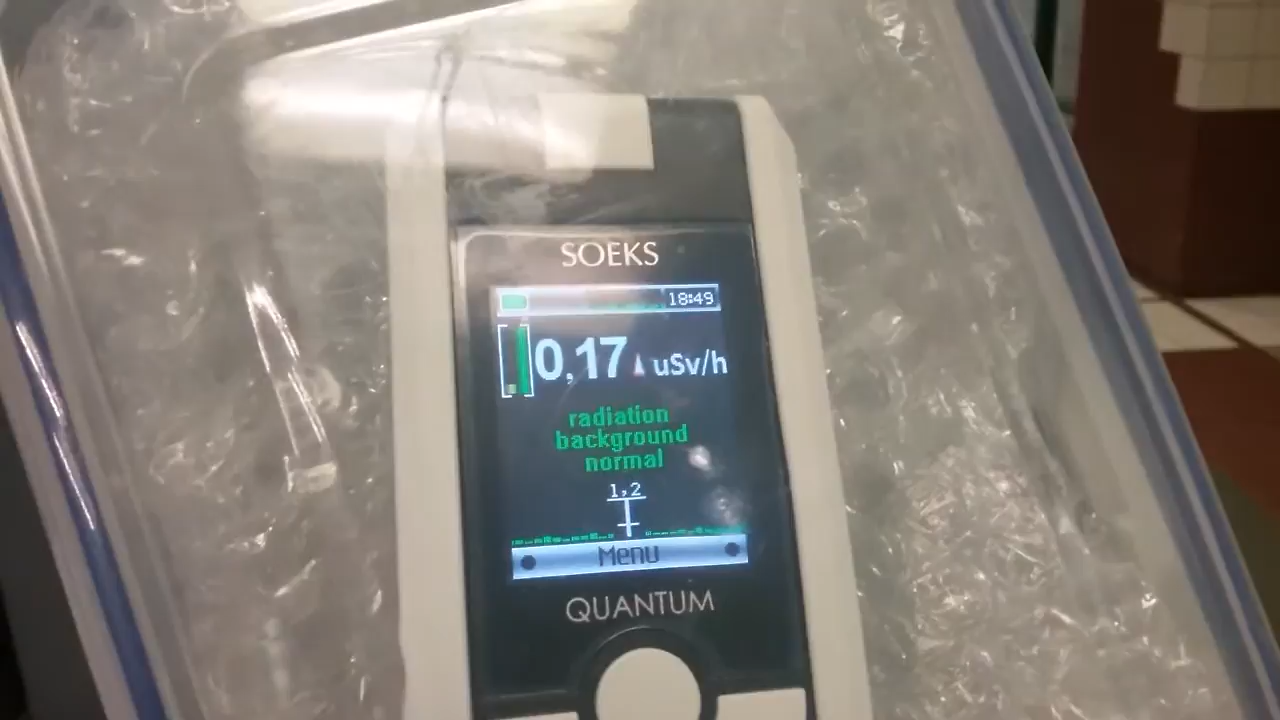 SOEKS
18:49
0,17 uSv/h
radiation
background
normal
1,2
Menu
QUANTUM